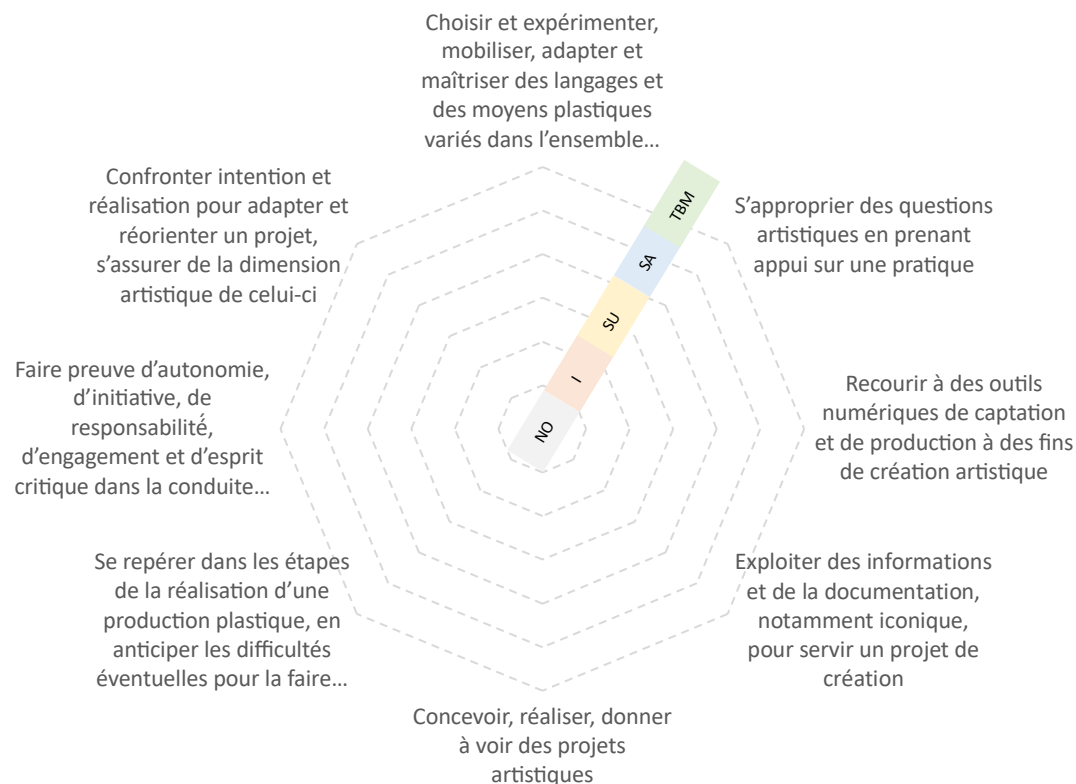 Choisir et expérimenter,
mobiliser, adapter et
maîtriser des langages et
des moyens plastiques
variés dans l’ensemble…
S’approprier des questions
artistiques en prenant
appui sur une pratique
Recourir à des outils
numériques de captation
et de production à des fins
de création artistique
Exploiter des informations
et de la documentation,
notamment iconique,
pour servir un projet de
création
Concevoir, réaliser, donner
à voir des projets
artistiques
Se repérer dans les étapes
de la réalisation d’une
production plastique, en
anticiper les difficultés
éventuelles pour la faire…
Faire preuve d’autonomie,
d’initiative, de
responsabilité,
d’engagement et d’esprit
critique dans la conduite…
Confronter intention et
réalisation pour adapter et
réorienter un projet,
s’assurer de la dimension
artistique de celui-ci
TBM
SA
SU
I
NO